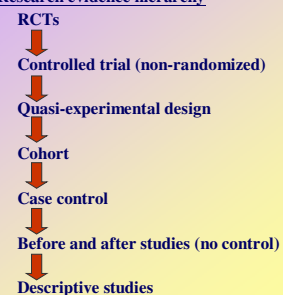 Research evidence hierarchy
RCTs
Controlled trial (non-randomized)
Quasi-experimental design
Cohort
Case control
Before and after studies (no control)
Descriptive studies